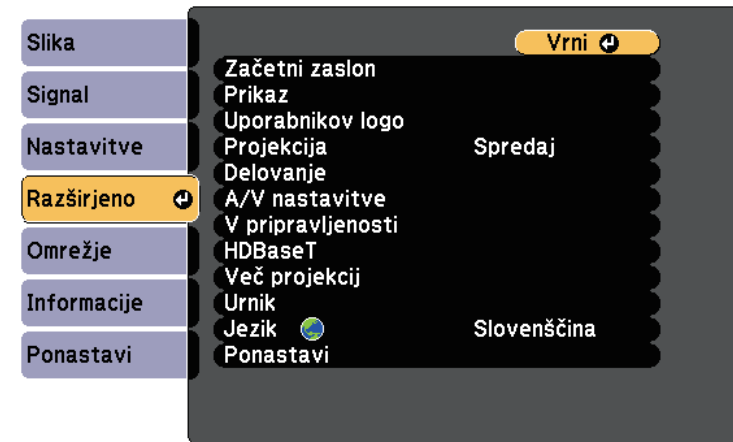 Slika
Signal
Nastavitve
Razširjeno
Omrežje
Informacije
Ponastavi
Vrni
Začetni zaslon
Prikaz
Uporabnikov logo
Projekcija Spredaj
Delovanje
A/V nastavitve
V pripravljenosti
HDBaseT
Več projekcij
Urnik
Jezik Slovenščina
Ponastavi